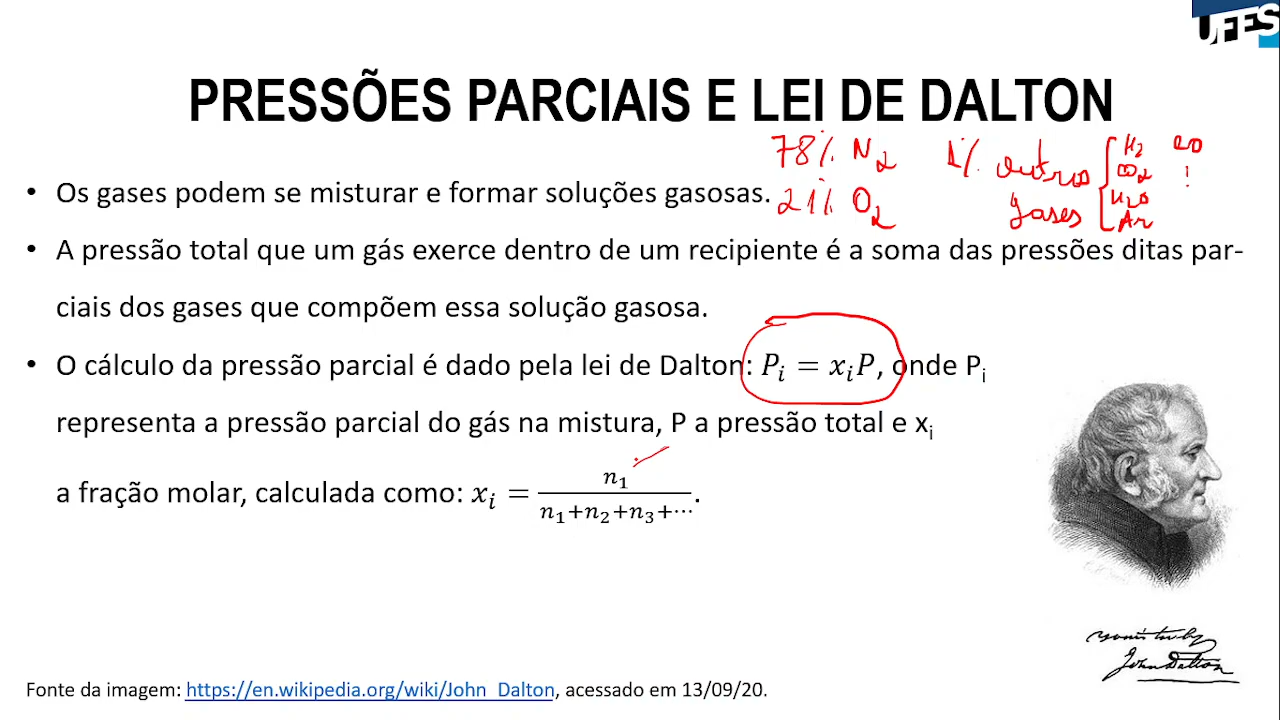 UFES
PRESSÕES PARCIAIS E LEI DE DALTON
78% N2 1% outros gases { H2 CO
CO2 :
H2O
Ar
21% O2
• Os gases podem se misturar e formar soluções gasosas.
• A pressão total que um gás exerce dentro de um recipiente é a soma das pressões ditas par-
ciais dos gases que compõem essa solução gasosa.
• O cálculo da pressão parcial é dado pela lei de Dalton: Pᵢ = xᵢP, onde Pᵢ
representa a pressão parcial do gás na mistura, P a pressão total e xᵢ
a fração molar, calculada como: xᵢ = n₁/(n₁+n₂+n₃+⋯).
John Dalton
Fonte da imagem: https://en.wikipedia.org/wiki/John_Dalton, acessado em 13/09/20.